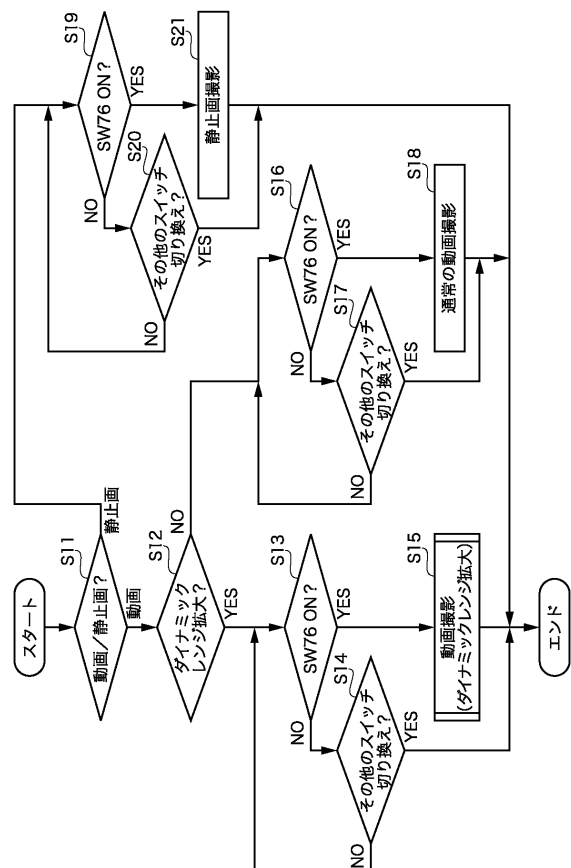 スタート
S11
動画／静止画？
静止画
動画
S12
ダイナミック
レンジ拡大？
NO
YES
S13
SW76 ON？
NO
YES
S14
その他のスイッチ
切り換え？
NO
YES
S15
動画撮影
(ダイナミックレンジ拡大)
S16
SW76 ON？
NO
YES
S17
その他のスイッチ
切り換え？
NO
YES
S18
通常の動画撮影
S19
SW76 ON？
NO
YES
S20
その他のスイッチ
切り換え？
NO
YES
S21
静止画撮影
エンド